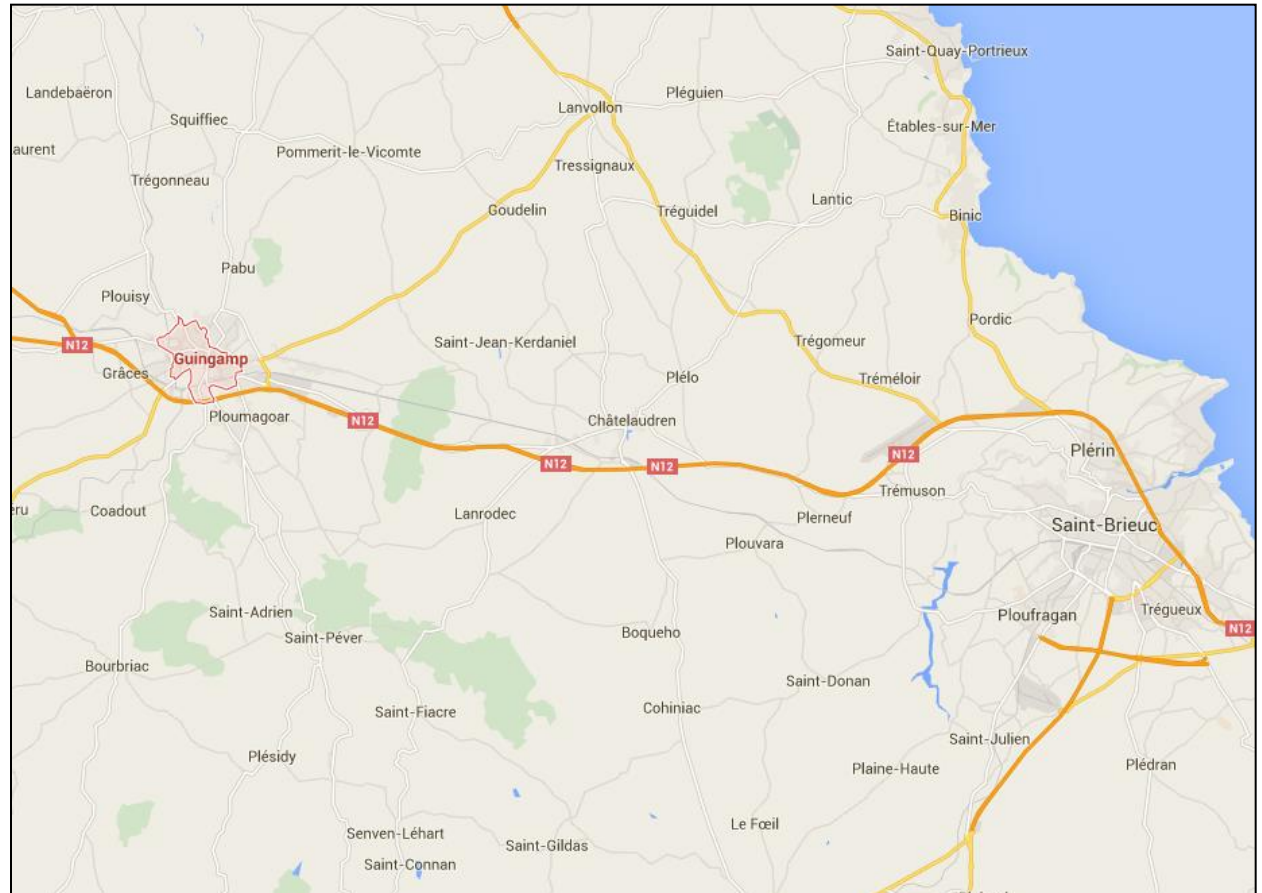 Saint-Quay-Portrieux
Landebaëron
Pléguien
Lanvollon
Squiffiec
Étables-sur-Mer
aurent
Pommerit-le-Vicomte
Tressignaux
Trégonneau
Lantic
Goudelin
Tréguidel
Binic
Pabu
Plouisy
Pordic
N12
Saint-Jean-Kerdaniel
Trégomeur
Guingamp
Grâces
Plélo
Tréméloir
Ploumagoar
N12
Châtelaudren
Plérin
N12
N12
N12
Trémuson
Coadout
eru
Lanrodec
Plerneuf
Saint-Brieuc
Plouvara
Saint-Adrien
Trégueux
Ploufragan
N12
Saint-Péver
Boqueho
Bourbriac
Saint-Donan
Saint-Fiacre
Cohiniac
Saint-Julien
Plésidy
Plaine-Haute
Plédran
Le Fœil
Senven-Léhart
Saint-Gildas
Saint-Connan